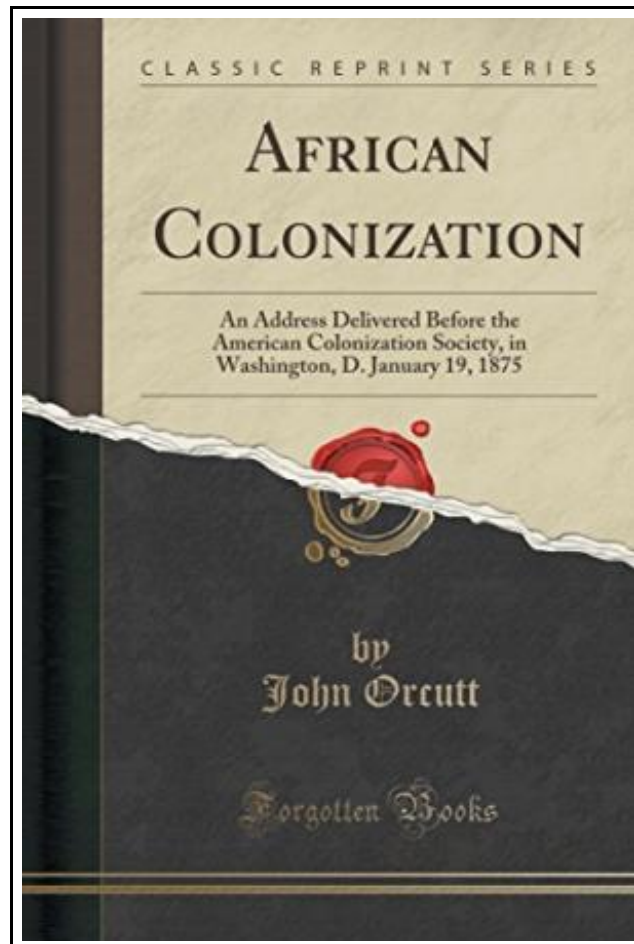 CLASSIC REPRINT SERIES
AFRICAN
COLONIZATION
An Address Delivered Before the
American Colonization Society, in
Washington, D. January 19, 1875
F
by
John Orcutt
Forgotten Books